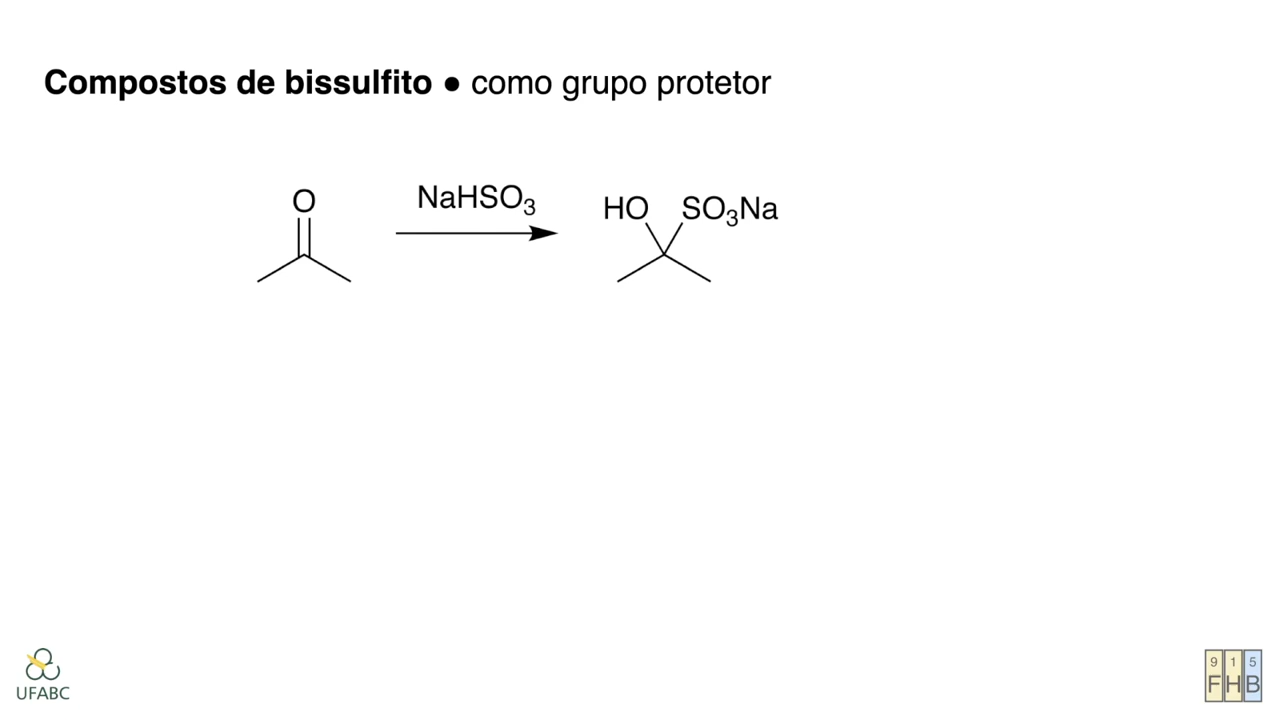 Compostos de bissulfito ● como grupo protetor
O
NaHSO₃
HO SO₃Na
UFABC
9 1 5
F H B